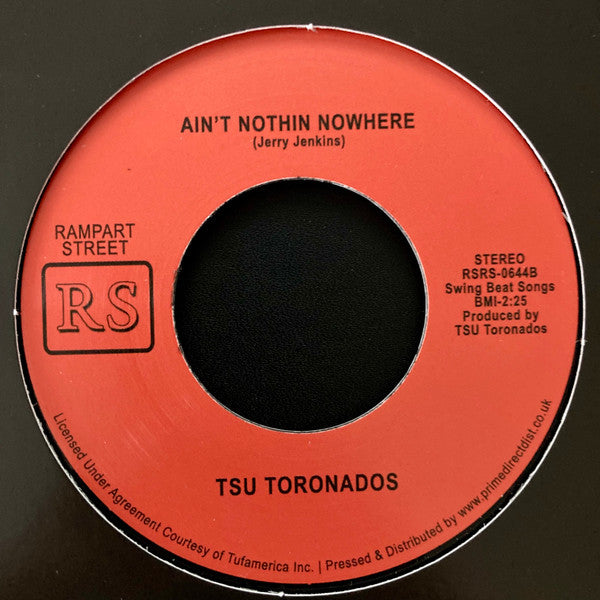 AIN'T NOTHIN NOWHERE
(Jerry Jenkins)
RAMPART
STREET
RS
STEREO
RSRS-0644B
Swing Beat Songs
BMI-2:25
Produced by
TSU Toronados
TSU TORONADOS
Licensed Under Agreement Courtesy of Tufamerica Inc. | Pressed & Distributed by www.primedirectdist.co.uk